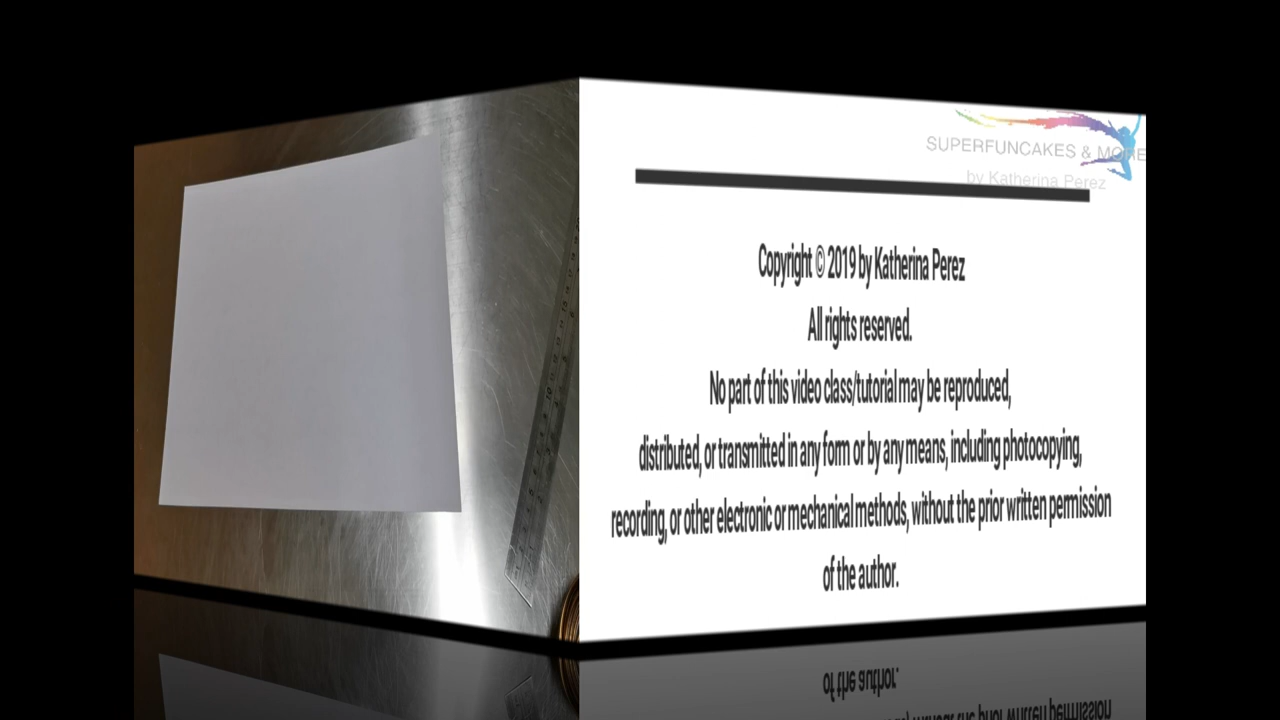 SUPERFUNCAKES & MORE
by Katherina Perez
Copyright © 2019 by Katherina Perez
All rights reserved.
No part of this video class/tutorial may be reproduced,
distributed, or transmitted in any form or by any means, including photocopying,
recording, or other electronic or mechanical methods, without the prior written permission
of the author.